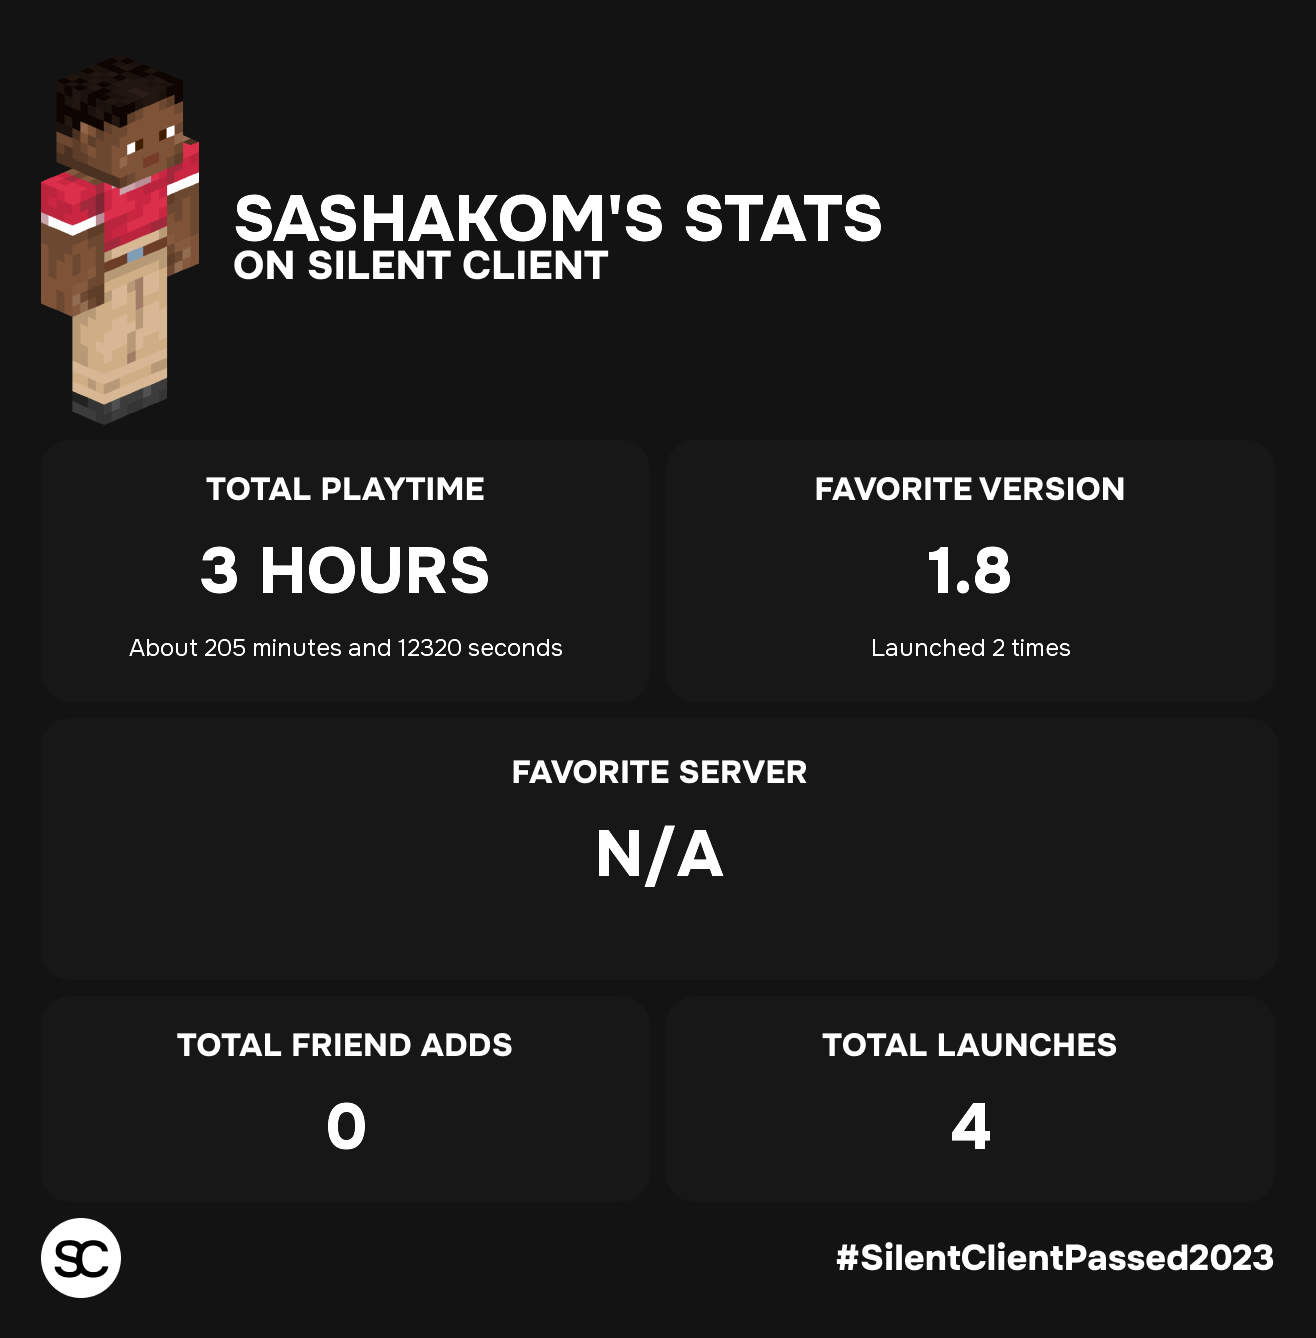 SASHAKOM'S STATS
ON SILENT CLIENT
TOTAL PLAYTIME
3 HOURS
About 205 minutes and 12320 seconds
FAVORITE VERSION
1.8
Launched 2 times
FAVORITE SERVER
N/A
TOTAL FRIEND ADDS
0
TOTAL LAUNCHES
4
SC
#SilentClientPassed2023